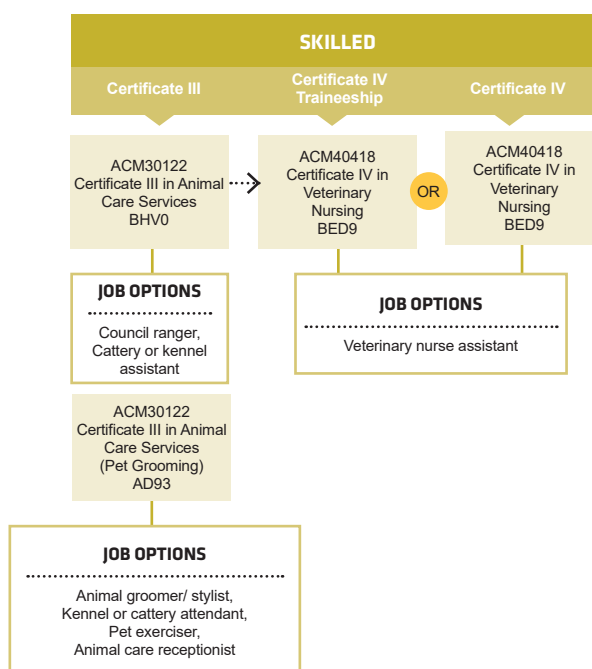 SKILLED
Certificate III
Certificate IV
Traineeship
Certificate IV
ACM30122
Certificate III in Animal
Care Services
BHV0
ACM40418
Certificate IV in
Veterinary
Nursing
BED9
OR
ACM40418
Certificate IV in
Veterinary
Nursing
BED9
JOB OPTIONS
Council ranger,
Cattery or kennel
assistant
JOB OPTIONS
Veterinary nurse assistant
ACM30122
Certificate III in Animal
Care Services
(Pet Grooming)
AD93
JOB OPTIONS
Animal groomer/ stylist,
Kennel or cattery attendant,
Pet exerciser,
Animal care receptionist